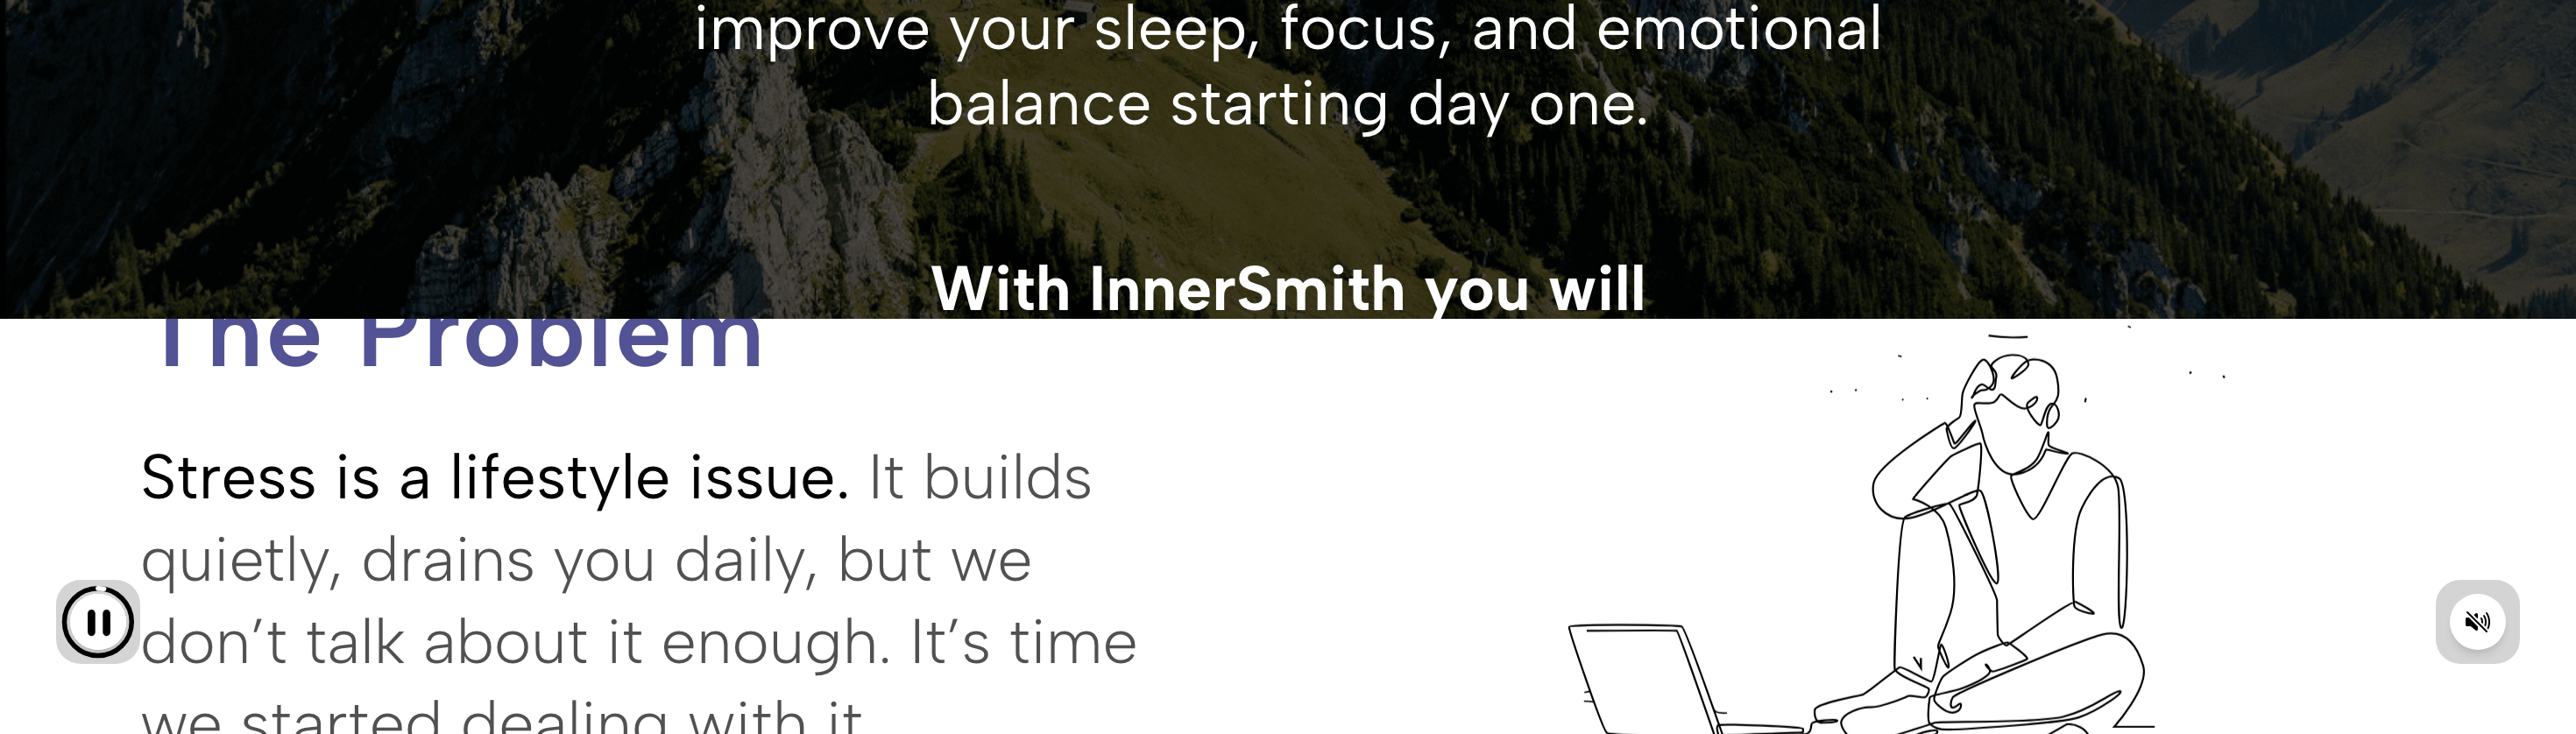 improve your sleep, focus, and emotional
balance starting day one.
With InnerSmith you will
The Problem
Stress is a lifestyle issue. It builds
quietly, drains you daily, but we
don’t talk about it enough. It’s time
we started dealing with it